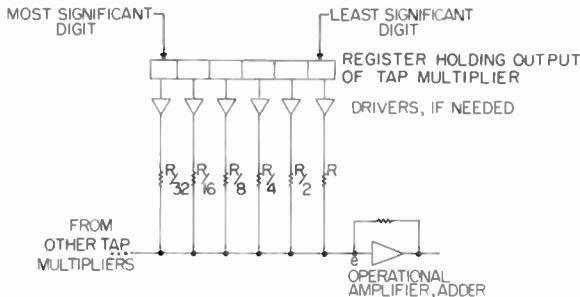 MOST SIGNIFICANT
DIGIT
LEAST SIGNIFICANT
DIGIT
REGISTER HOLDING OUTPUT
OF TAP MULTIPLIER
DRIVERS, IF NEEDED
R/32 R/16 R/8 R/4 R/2 R
FROM
OTHER TAP
MULTIPLIERS
e
OPERATIONAL
AMPLIFIER, ADDER